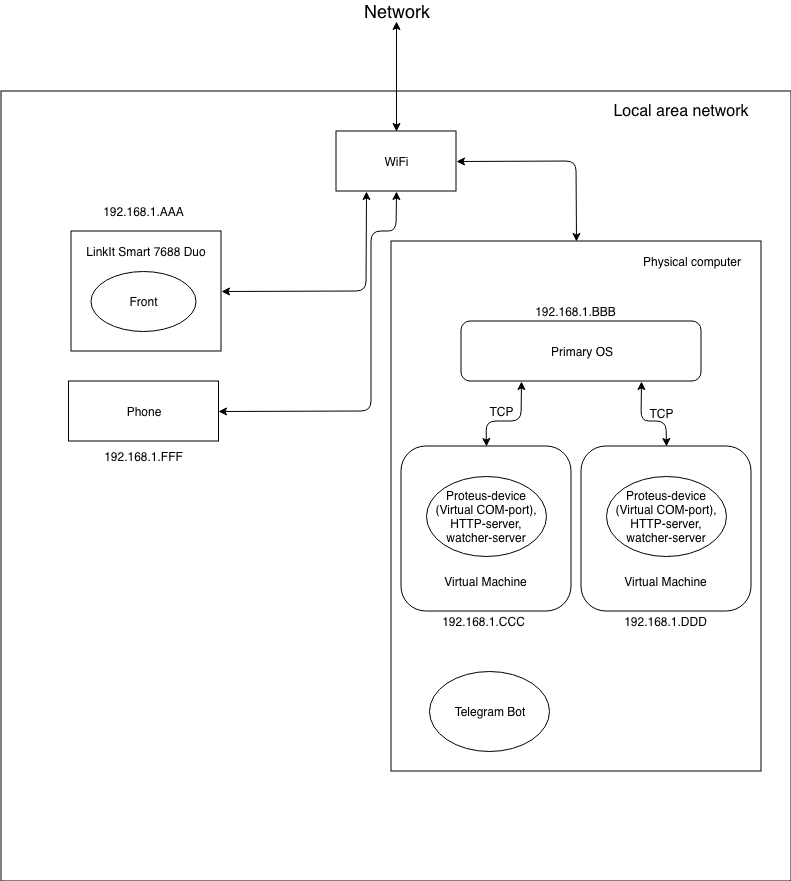 Network
Local area network
WiFi
192.168.1.AAA
LinkIt Smart 7688 Duo
Front
Phone
192.168.1.FFF
Physical computer
192.168.1.BBB
Primary OS
TCP
TCP
Proteus-device
(Virtual COM-port),
HTTP-server,
watcher-server
Virtual Machine
192.168.1.CCC
Proteus-device
(Virtual COM-port),
HTTP-server,
watcher-server
Virtual Machine
192.168.1.DDD
Telegram Bot